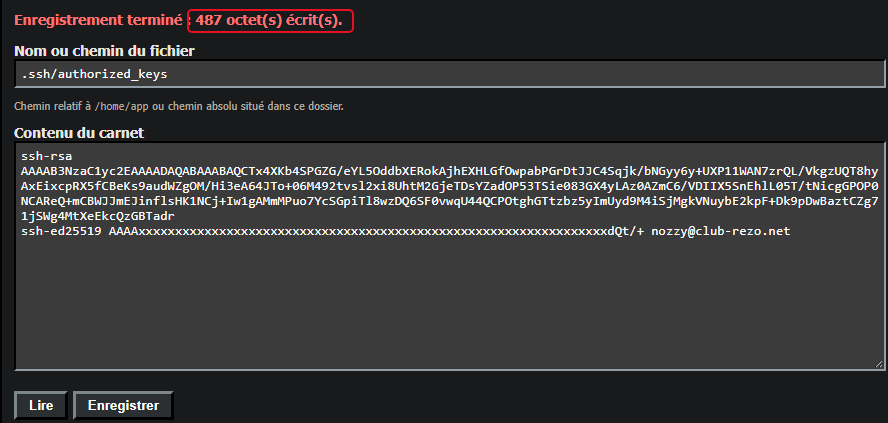 Enregistrement terminé : 487 octet(s) écrit(s).
Nom ou chemin du fichier
.ssh/authorized_keys
Chemin relatif à /home/app ou chemin absolu situé dans ce dossier.
Contenu du carnet
ssh-rsa
AAAAB3NzaC1yc2EAAAADAQABAAABAQCTx4XKb4SPGZG/eYL5OddbXERokAjhEXHLGfOwpabPGrDtJJC4Sqjk/bNGyy6y+UXP11WAN7zrQL/VkgzUQT8hy
AxEixcpRX5fCBeKs9audWZgOM/Hi3eA64JTo+06M492tvsl2xi8UhtM2GjeTDsYZadOP53TSie083GX4yLAz0AZmC6/VDIIX5SnEhlL05T/tNicgGPOP0
NCAReQ+mCBWJJmEJinflsHK1NCj+Iw1gAMmMPuo7YcSGpiTl8wzDQ6SF0vwqU44QCPOtghGTtzbz5yImUyd9M4iSjMgkVNuybE2kpF+Dk9pDwBaztCZg7
1jSWg4MtXeEkcQzGBTadr
ssh-ed25519 AAAAxxxxxxxxxxxxxxxxxxxxxxxxxxxxxxxxxxxxxxxxxxxxxxxxxxxxxxxxxxxxxxxxdQt/+ nozzy@club-rezo.net
Lire
Enregistrer